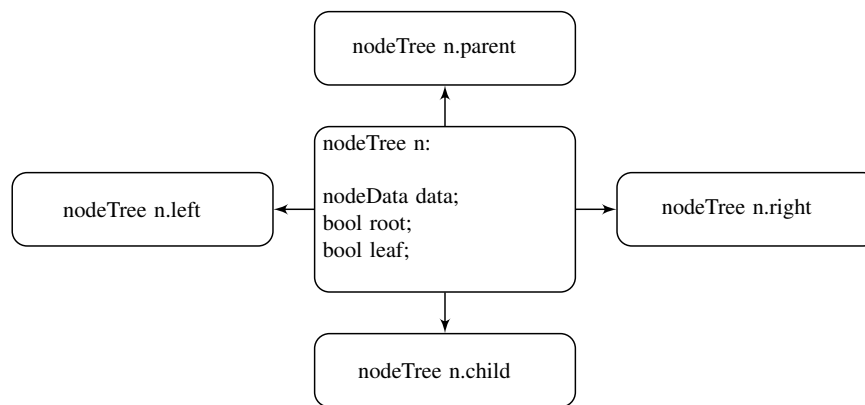 nodeTree n.parent
nodeTree n:
nodeData data;
bool root;
bool leaf;
nodeTree n.left
nodeTree n.right
nodeTree n.child